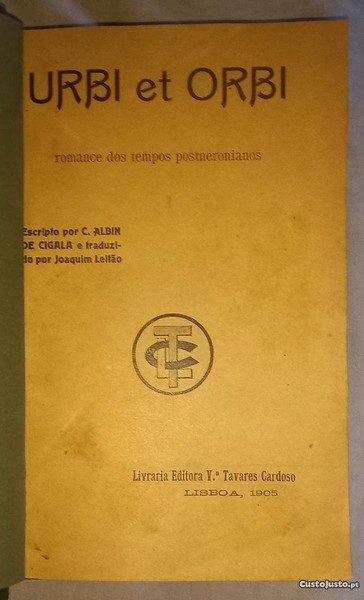 URBI et ORBI
romance dos tempos postneronianos
Escripto por C. ALBIN
DE CIGALA e traduzi-
do por Joaquim Leitão
Livraria Editora V.ª Tavares Cardoso
LISBOA, 1905
CustoJusto.pt